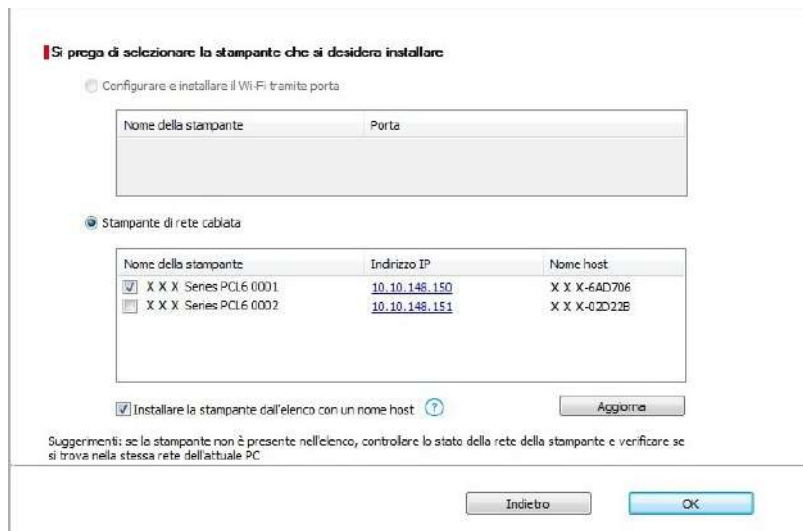 Si prega di selezionare la stampante che si desidera installare
Configurare e installare il Wi-Fi tramite porta
Nome della stampante Porta
Stampante di rete cablata
Nome della stampante Indirizzo IP Nome host
X X X Series PCL6 0001 10.10.148.150 X X X-6AD706
X X X Series PCL6 0002 10.10.148.151 X X X-02D22B
Installare la stampante dall'elenco con un nome host ? Aggiorna
Suggerimenti: se la stampante non è presente nell'elenco, controllare lo stato della rete della stampante e verificare se
si trova nella stessa rete dell'attuale PC
Indietro OK